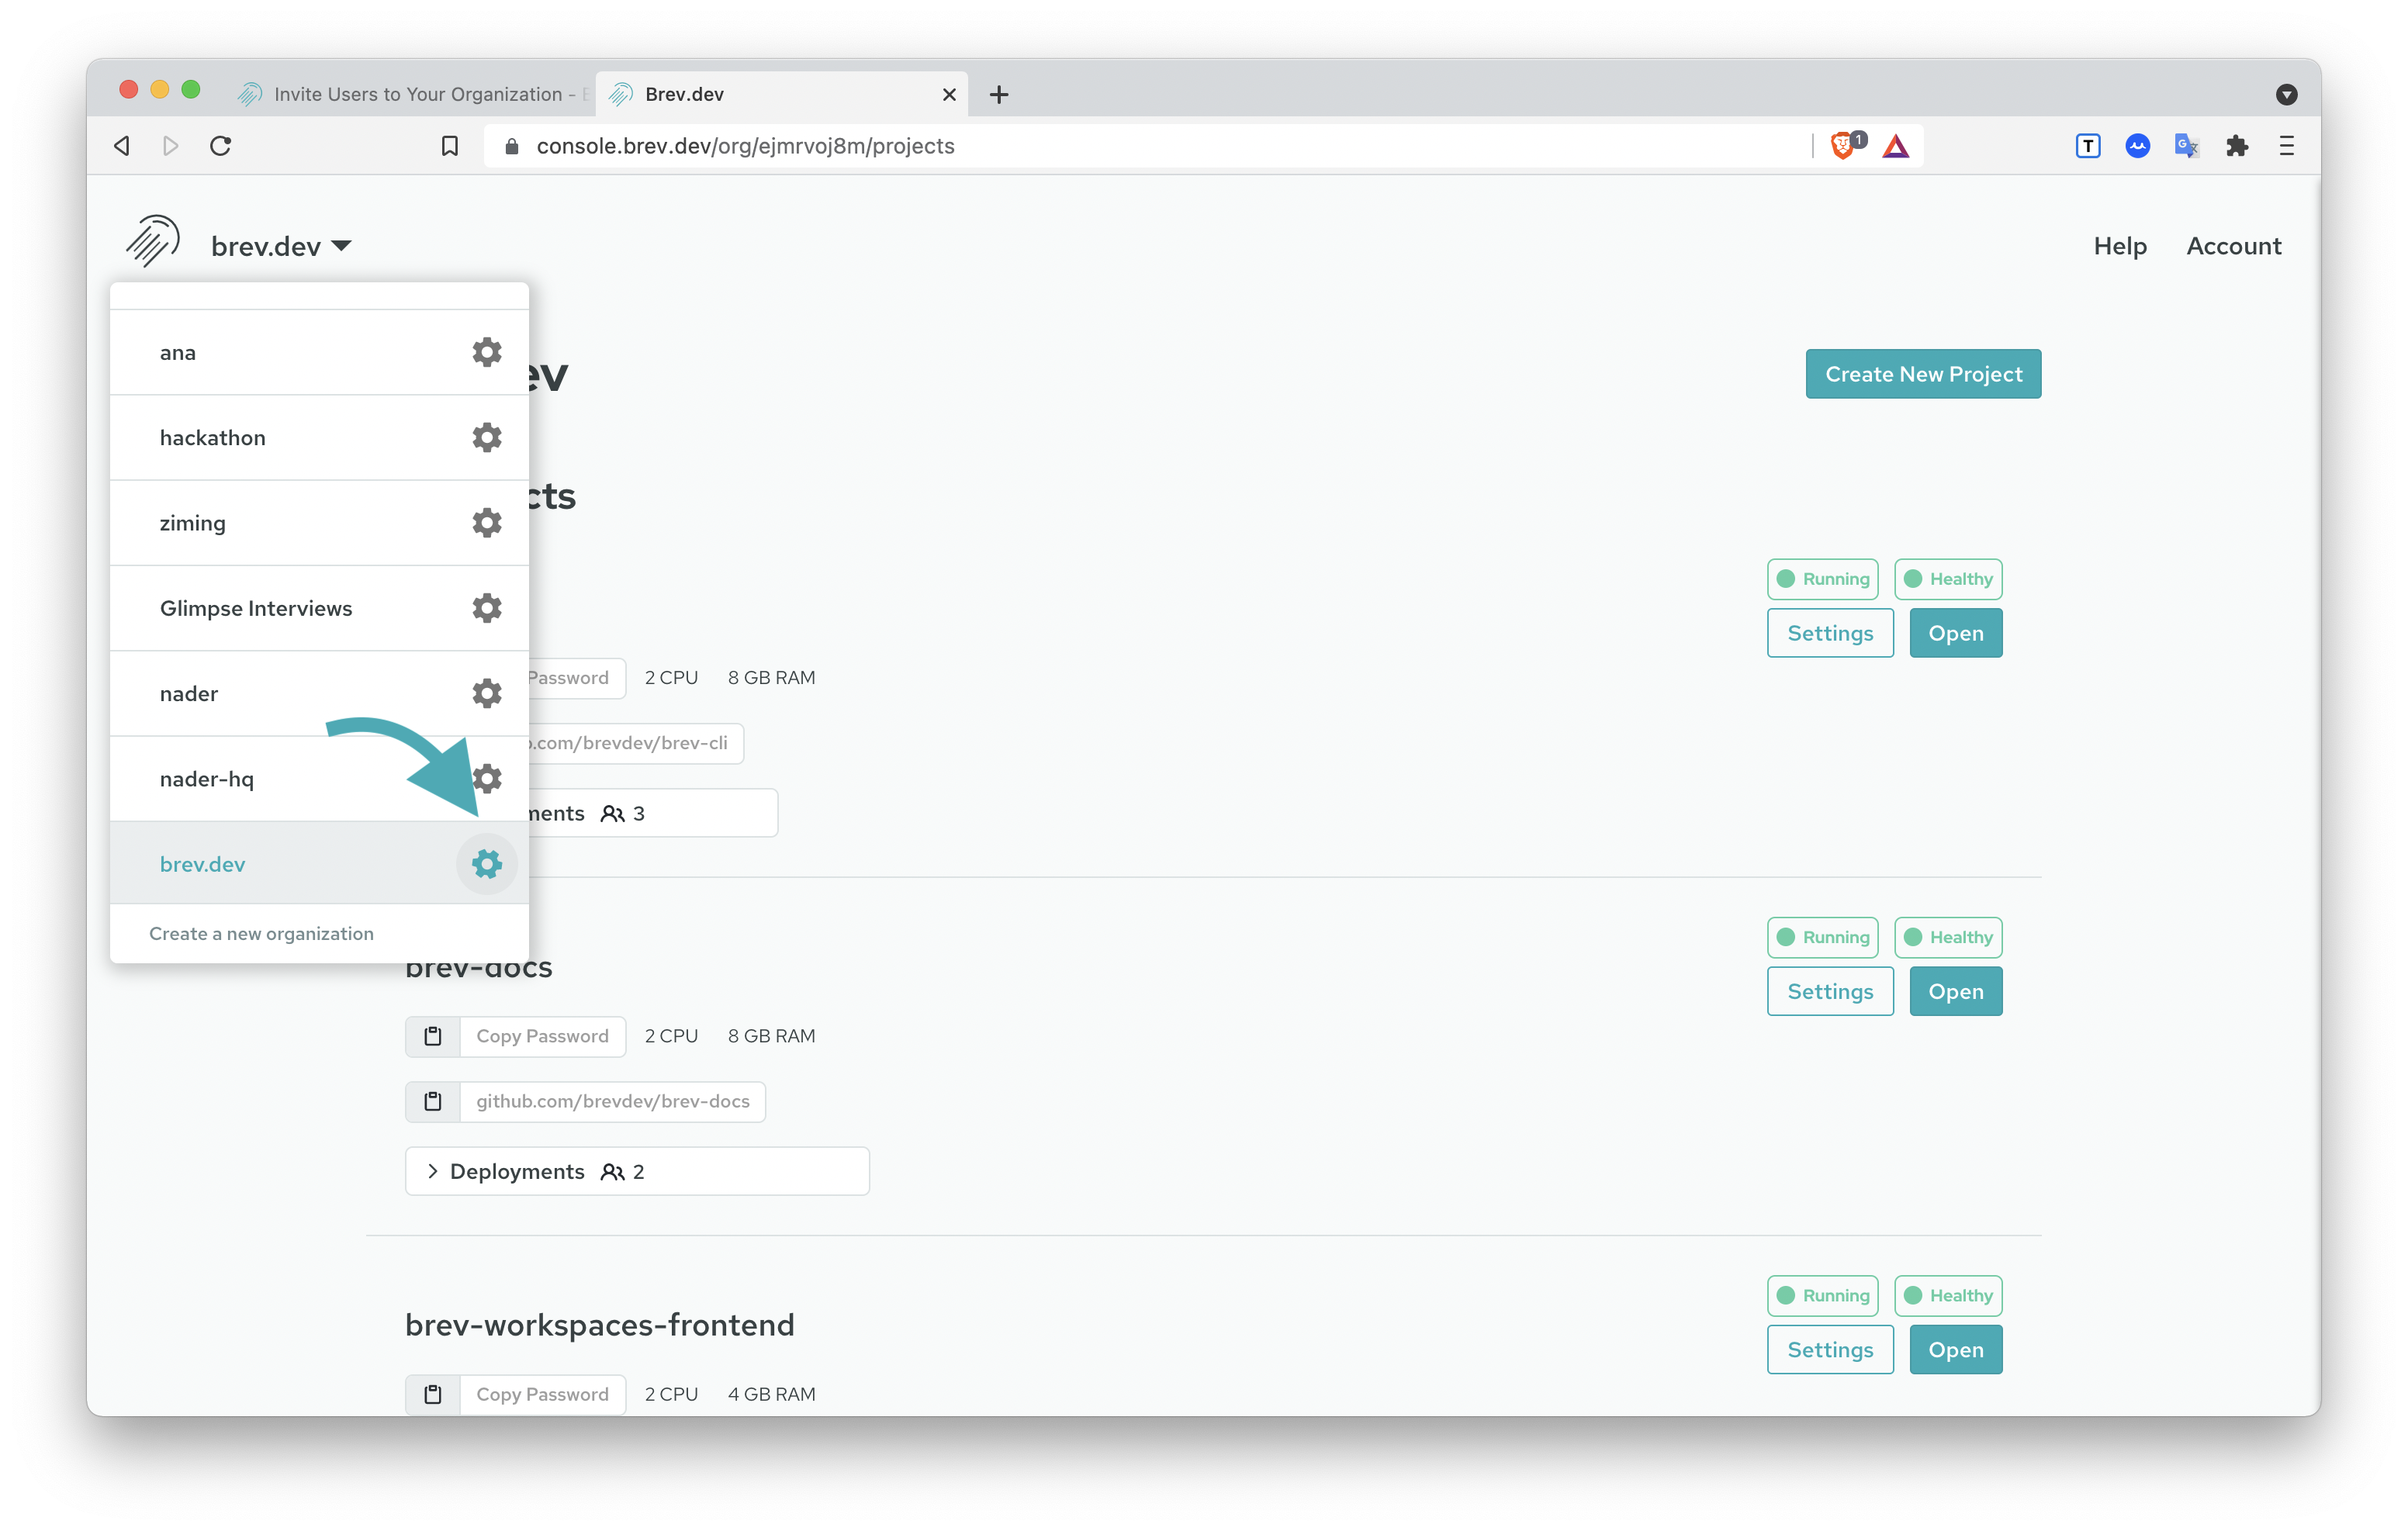 Invite Users to Your Organization -
Brev.dev
console.brev.dev/org/ejmrvoj8m/projects
1
T
brev.dev
Help
Account
ana
hackathon
ziming
Glimpse Interviews
nader
nader-hq
brev.dev
Create a new organization
Create New Project
Running
Healthy
Settings
Open
Password
2 CPU
8 GB RAM
.com/brevdev/brev-cli
3
brev-docs
Running
Healthy
Settings
Open
Copy Password
2 CPU
8 GB RAM
github.com/brevdev/brev-docs
Deployments
2
brev-workspaces-frontend
Running
Healthy
Settings
Open
Copy Password
2 CPU
4 GB RAM